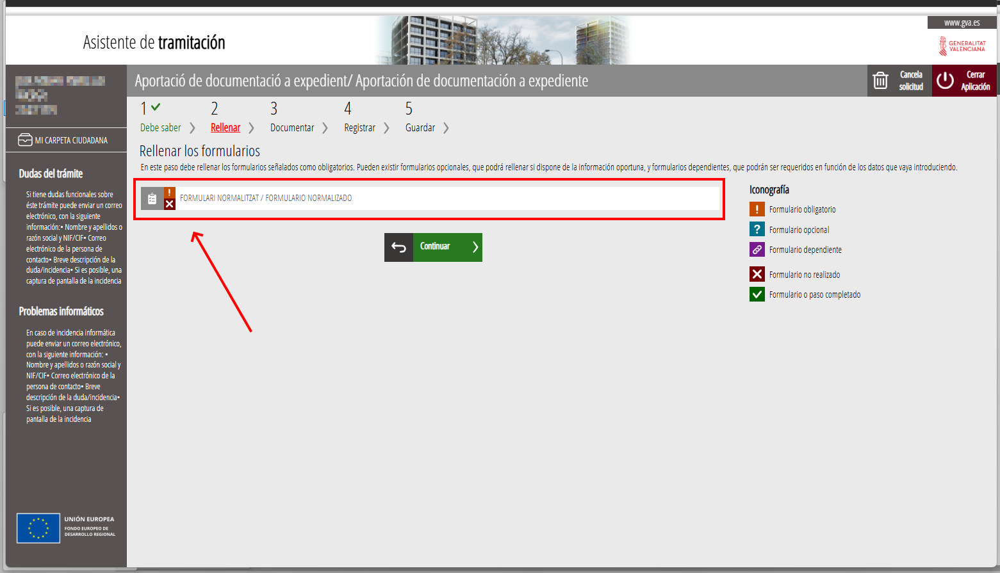 www.gva.es
Asistente de tramitación
GENERALITAT
VALENCIANA
Aportació de documentació a expedient/ Aportación de documentación a expediente
Cancela
solicitud
Cerrar
Aplicación
1
2
3
4
5
Debe saber
Rellenar
Documentar
Registrar
Guardar
MI CARPETA CIUDADANA
Dudas del trámite
Si tiene dudas funcionales sobre
éste trámite puede enviar un correo
electrónico, con la siguiente
información:• Nombre y apellidos o
razón social y NIF/CIF• Correo
electrónico de la persona de
contacto• Breve descripción de la
duda/incidencia• Si es posible, una
captura de pantalla de la incidencia
Problemas informáticos
En caso de incidencia informática
puede enviar un correo electrónico,
con la siguiente información: •
Nombre y apellidos o razón social y
NIF/CIF• Correo electrónico de la
persona de contacto• Breve
descripción de la duda/incidencia•
Si es posible, una captura de
pantalla de la incidencia
UNIÓN EUROPEA
FONDO EUROPEO DE
DESARROLLO REGIONAL
Rellenar los formularios
En este paso debe rellenar los formularios señalados como obligatorios. Pueden existir formularios opcionales, que podrá rellenar si dispone de la información oportuna, y formularios dependientes, que podrán ser requeridos en función de los datos que vaya introduciendo.
FORMULARI NORMALITZAT / FORMULARIO NORMALIZADO
Continuar
Iconografía
! Formulario obligatorio
? Formulario opcional
Formulario dependiente
Formulario no realizado
Formulario o paso completado